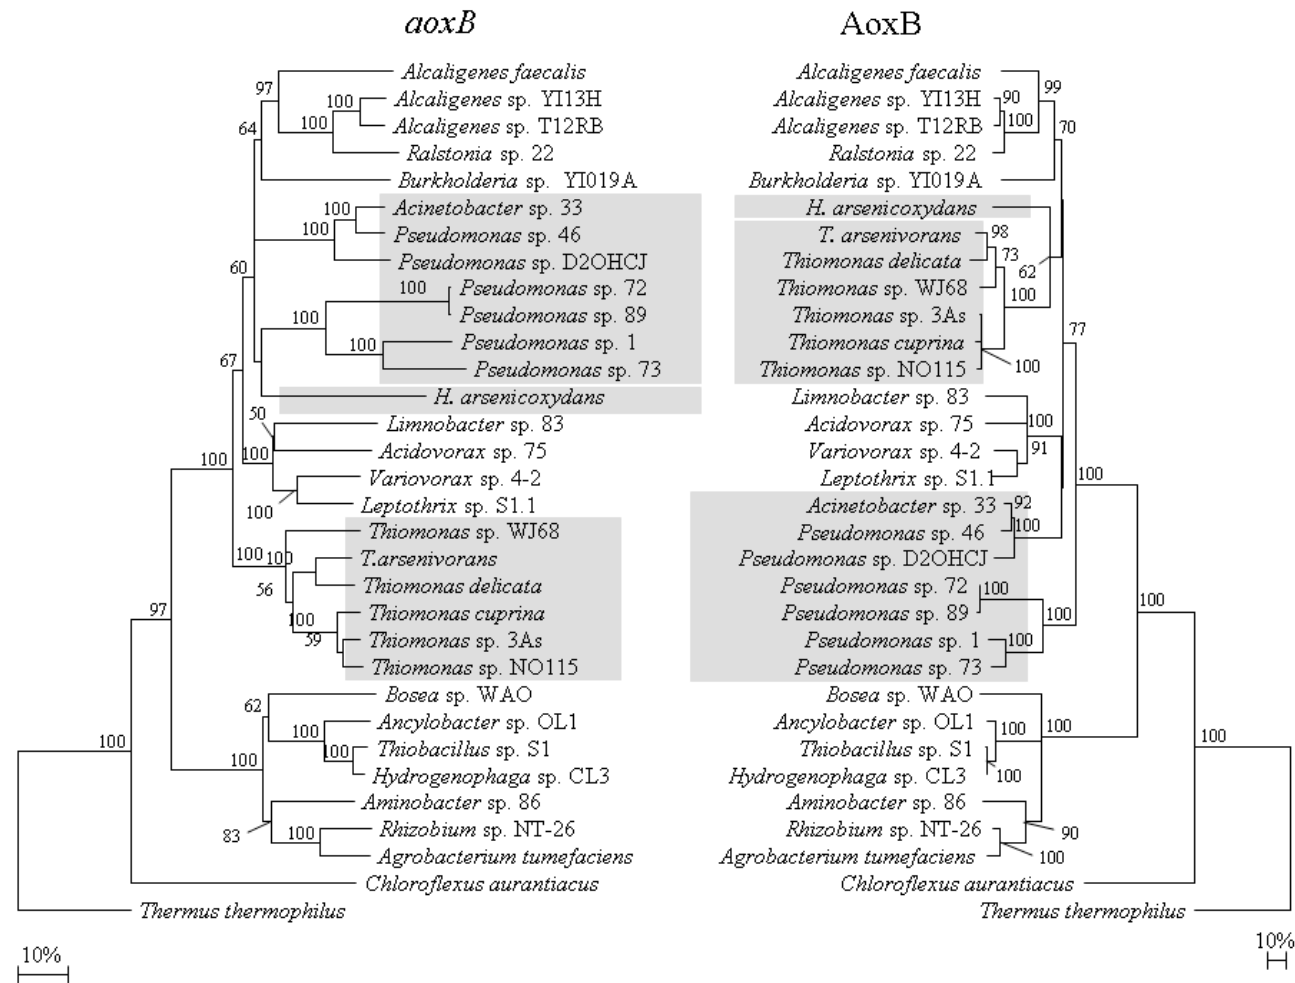 aoxB
AoxB
Alcaligenes faecalis
Alcaligenes sp. YI13H
Alcaligenes sp. T12RB
Ralstonia sp. 22
Burkholderia sp. YI019A
Acinetobacter sp. 33
Pseudomonas sp. 46
Pseudomonas sp. D2OHCJ
Pseudomonas sp. 72
Pseudomonas sp. 89
Pseudomonas sp. 1
Pseudomonas sp. 73
H. arsenicoxydans
Limnobacter sp. 83
Acidovorax sp. 75
Variovorax sp. 4-2
Leptothrix sp. S1.1
Thiomonas sp. WJ68
T.arsenivorans
Thiomonas delicata
Thiomonas cuprina
Thiomonas sp. 3As
Thiomonas sp. NO115
Bosea sp. WAO
Ancylobacter sp. OL1
Thiobacillus sp. S1
Hydrogenophaga sp. CL3
Aminobacter sp. 86
Rhizobium sp. NT-26
Agrobacterium tumefaciens
Chloroflexus aurantiacus
Thermus thermophilus
97
100
64
100
100
100
60
100
100
67
100
50
100
100
100
100
100
56
100
59
97
62
100
100
100
100
83
100
100
10%
Alcaligenes faecalis
Alcaligenes sp. YI13H
Alcaligenes sp. T12RB
Ralstonia sp. 22
Burkholderia sp. YI019A
H. arsenicoxydans
T. arsenivorans
Thiomonas delicata
Thiomonas sp. WJ68
Thiomonas sp. 3As
Thiomonas cuprina
Thiomonas sp. NO115
Limnobacter sp. 83
Acidovorax sp. 75
Variovorax sp. 4-2
Leptothrix sp. S1.1
Acinetobacter sp. 33
Pseudomonas sp. 46
Pseudomonas sp. D2OHCJ
Pseudomonas sp. 72
Pseudomonas sp. 89
Pseudomonas sp. 1
Pseudomonas sp. 73
Bosea sp. WAO
Ancylobacter sp. OL1
Thiobacillus sp. S1
Hydrogenophaga sp. CL3
Aminobacter sp. 86
Rhizobium sp. NT-26
Agrobacterium tumefaciens
Chloroflexus aurantiacus
Thermus thermophilus
99
90
100
70
98
73
62
100
77
100
100
91
100
92
100
100
100
100
100
100
100
100
100
90
100
10%